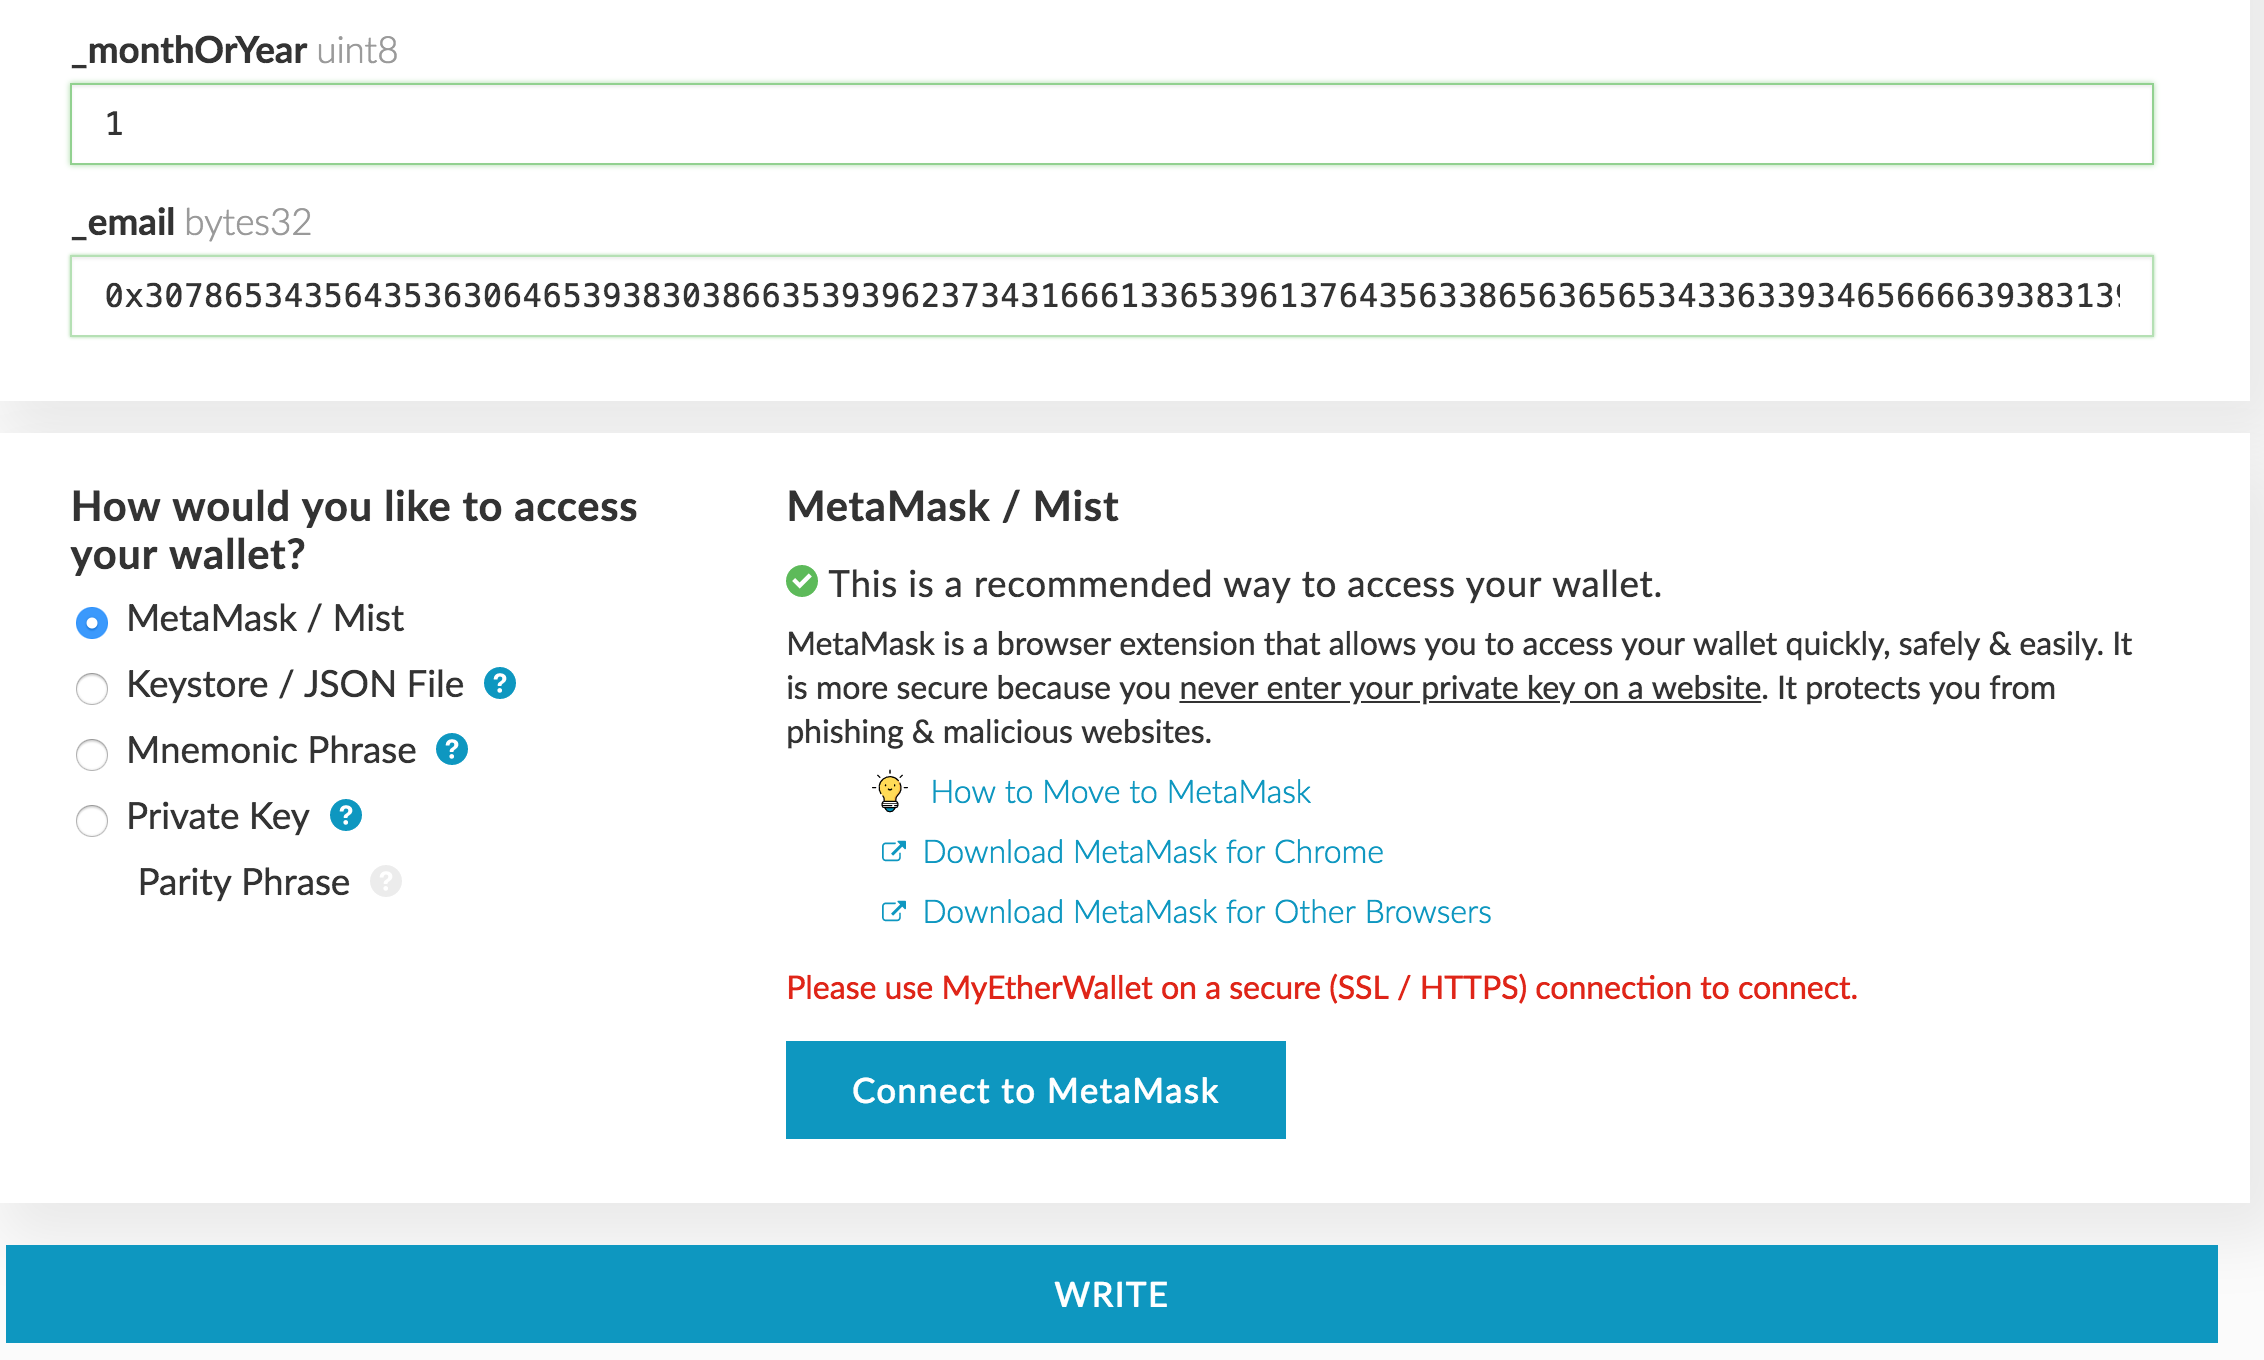 _monthOrYear uint8
1
_email bytes32
0x3078653435643536306465393830386635393962373431666133653961376435633865636565343363393465666639383139
How would you like to access
your wallet?
MetaMask / Mist
Keystore / JSON File ?
Mnemonic Phrase ?
Private Key ?
Parity Phrase ?
MetaMask / Mist
This is a recommended way to access your wallet.
MetaMask is a browser extension that allows you to access your wallet quickly, safely & easily. It
is more secure because you never enter your private key on a website. It protects you from
phishing & malicious websites.
How to Move to MetaMask
Download MetaMask for Chrome
Download MetaMask for Other Browsers
Please use MyEtherWallet on a secure (SSL / HTTPS) connection to connect.
Connect to MetaMask
WRITE